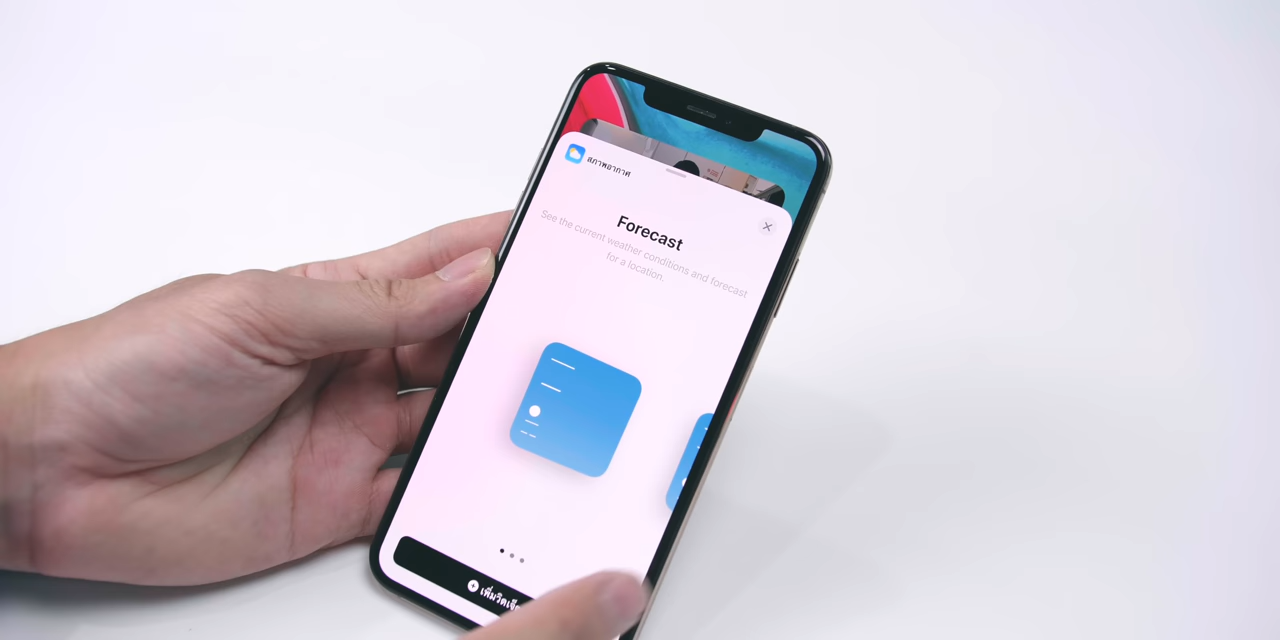 สภาพอากาศ
Forecast
See the current weather conditions and forecast
for a location.